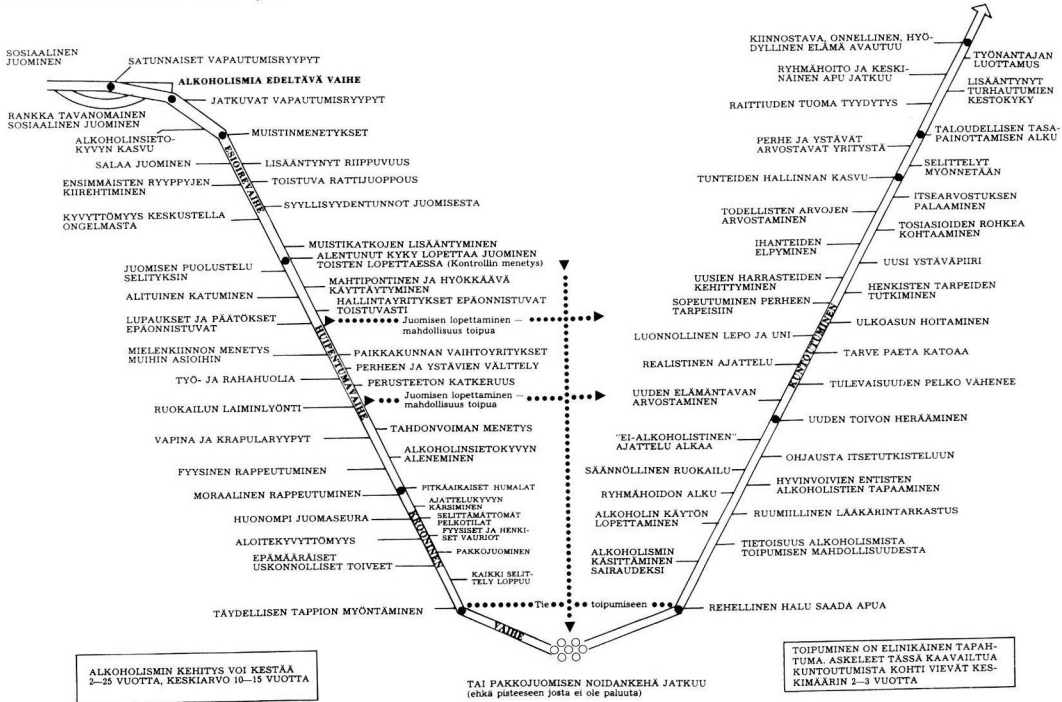 SOSIAALINEN
JUOMINEN
SATUNNAISET VAPAUTUMISRYYPYT
ALKOHOLISMIA EDELTÄVÄ VAIHE
JATKUVAT VAPAUTUMISRYYPYT
RANKKA TAVANOMAINEN
SOSIAALINEN JUOMINEN
ALKOHOLINSIETO-
KYVYN KASVU
MUISTINMENETYKSET
SALAA JUOMINEN
LISÄÄNTYNYT RIIPPUVUUS
ENSIMMÄISTEN RYYPPYJEN
KIIREHTIMINEN
TOISTUVA RATTIJUOPPOUS
ESIOIREVAIHE
SYYLLISYYDENTUNNOT JUOMISESTA
KYVYTTÖMYYS KESKUSTELLA
ONGELMASTA
MUISTIKATKOJEN LISÄÄNTYMINEN
ALENTUNUT KYKY LOPETTAA JUOMINEN
TOISTEN LOPETTAESSA (Kontrollin menetys)
JUOMISEN PUOLUSTELU
SELITYKSIN
MAHTIPONTINEN JA HYÖKKÄÄVÄ
KÄYTTÄYTYMINEN
ALITUINEN KATUMINEN
HALLINTAYRITYKSET EPÄONNISTUVAT
TOISTUVASTI
LUPAUKSET JA PÄÄTÖKSET
EPÄONNISTUVAT
Juomisen lopettaminen —
mahdollisuus toipua
HUIPENTUMAVAIHE
MIELENKIINNON MENETYS
MUIHIN ASIOIHIN
PAIKKAKUNNAN VAIHTOYRITYKSET
PERHEEN JA YSTÄVIEN VÄLTTELY
TYÖ- JA RAHAHUOLIA
PERUSTEETON KATKERUUS
Juomisen lopettaminen —
mahdollisuus toipua
RUOKAILUN LAIMINLYÖNTI
TAHDONVOIMAN MENETYS
VAPINA JA KRAPULARYYPYT
ALKOHOLINSIETOKYVYN
ALENEMINEN
FYYSINEN RAPPEUTUMINEN
PITKÄAIKAISET HUMALAT
MORAALINEN RAPPEUTUMINEN
AJATTELUKYVYN
KÄRSIMINEN
HUONOMPI JUOMASEURA
SELITTÄMÄTTÖMÄT
PELKOTILAT
KROONINEN
FYYSISET JA HENKI-
SET VAURIOT
ALOITEKYVYTTÖMYYS
PAKKOJUOMINEN
EPÄMÄÄRÄISET
USKONNOLLISET TOIVEET
KAIKKI SELIT-
TELY LOPPUU
TÄYDELLISEN TAPPION MYÖNTÄMINEN
VAIHE
Tie toipumiseen
KIINNOSTAVA, ONNELLINEN, HYÖ-
DYLLINEN ELÄMÄ AVAUTUU
TYÖNANTAJAN
LUOTTAMUS
RYHMÄHOITO JA KESKI-
NÄINEN APU JATKUU
LISÄÄNTYNYT
TURHAUTUMIEN
KESTOKYKY
RAITTIUDEN TUOMA TYYDYTYS
TALOUDELLISEN TASA-
PAINOTTAMISEN ALKU
PERHE JA YSTÄVÄT
ARVOSTAVAT YRITYSTÄ
SELITTELYT
MYÖNNETÄÄN
TUNTEIDEN HALLINNAN KASVU
ITSEARVOSTUKSEN
PALAAMINEN
TODELLISTEN ARVOJEN
ARVOSTAMINEN
TOSIASIOIDEN ROHKEA
KOHTAAMINEN
IHANTEIDEN
ELPYMINEN
UUSI YSTÄVÄPIIRI
UUSIEN HARRASTEIDEN
KEHITTYMINEN
HENKISTEN TARPEIDEN
TUTKIMINEN
SOPEUTUMINEN PERHEEN
TARPEISIIN
ULKOASUN HOITAMINEN
LUONNOLLINEN LEPO JA UNI
KUNTOUTUMINEN
TARVE PAETA KATOAA
REALISTINEN AJATTELU
TULEVAISUUDEN PELKO VÄHENEE
UUDEN ELÄMÄNTAVAN
ARVOSTAMINEN
UUDEN TOIVON HERÄÄMINEN
"EI-ALKOHOLISTINEN"
AJATTELU ALKAA
OHJAUSTA ITSETUTKISTELUUN
SÄÄNNÖLLINEN RUOKAILU
HYVINVOIVIEN ENTISTEN
ALKOHOLISTIEN TAPAAMINEN
RYHMÄHOIDON ALKU
RUUMIILLINEN LÄÄKÄRINTARKASTUS
ALKOHOLIN KÄYTÖN
LOPETTAMINEN
TIETOISUUS ALKOHOLISMISTA
TOIPUMISEN MAHDOLLISUUDESTA
ALKOHOLISMIN
KÄSITTÄMINEN
SAIRAUDEKSI
REHELLINEN HALU SAADA APUA
ALKOHOLISMIN KEHITYS VOI KESTÄÄ
2—25 VUOTTA, KESKIARVO 10—15 VUOTTA
TAI PAKKOJUOMISEN NOIDANKEHÄ JATKUU
(ehkä pisteeseen josta ei ole paluuta)
TOIPUMINEN ON ELINIKÄINEN TAPAH-
TUMA. ASKELEET TÄSSÄ KAAVAILTUA
KUNTOUTUMISTA KOHTI VIEVÄT KES-
KIMÄÄRIN 2—3 VUOTTA